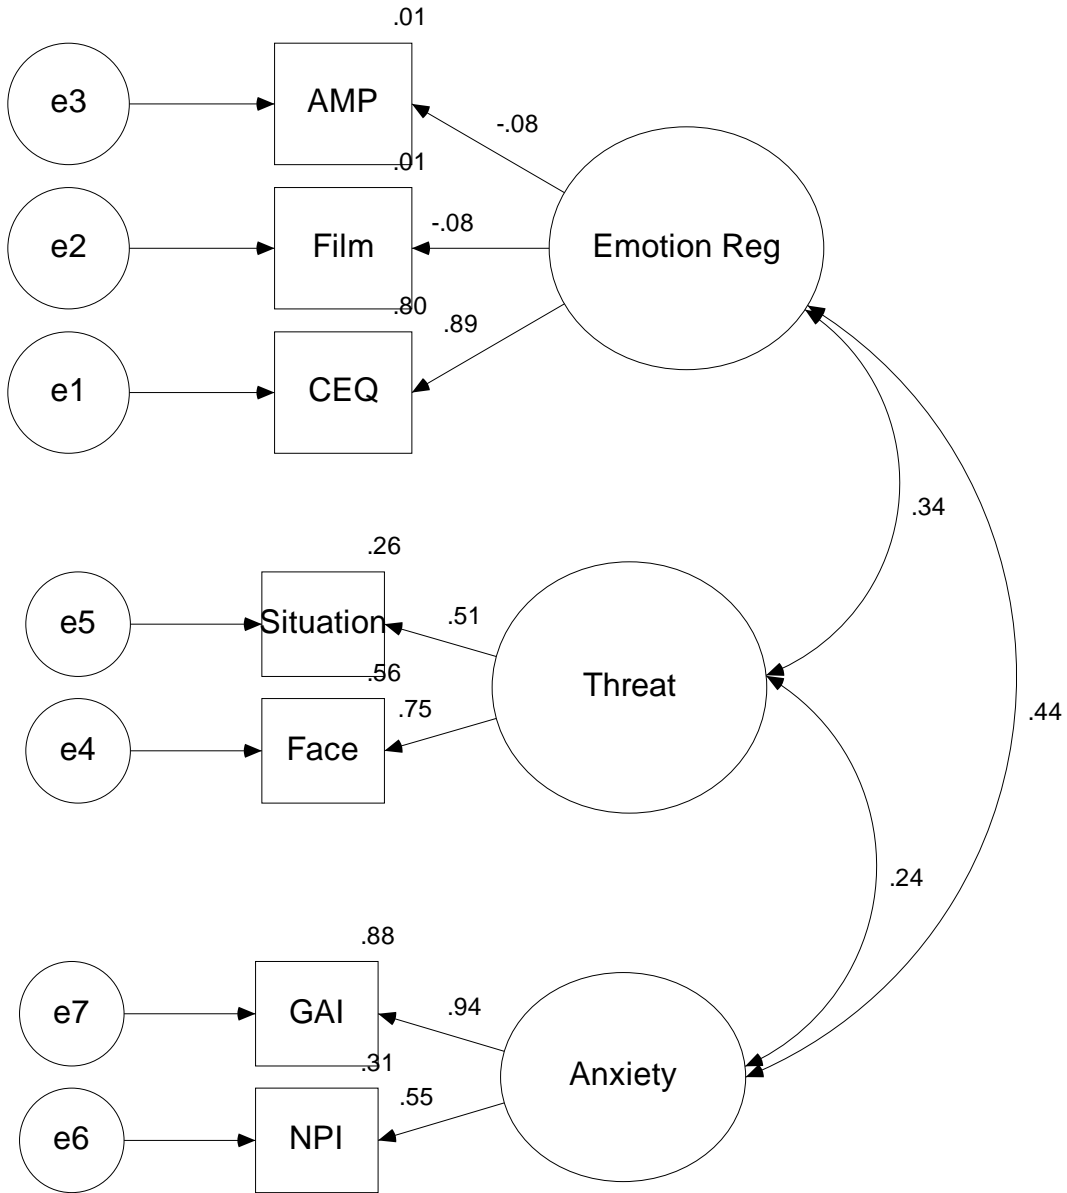 .01
e3
AMP
-.08
.01
e2
Film
-.08
Emotion Reg
.80
.89
e1
CEQ
.34
.26
e5
Situation
.51
.56
Threat
e4
Face
.75
.44
.24
.88
e7
GAI
.94
.31
Anxiety
e6
NPI
.55